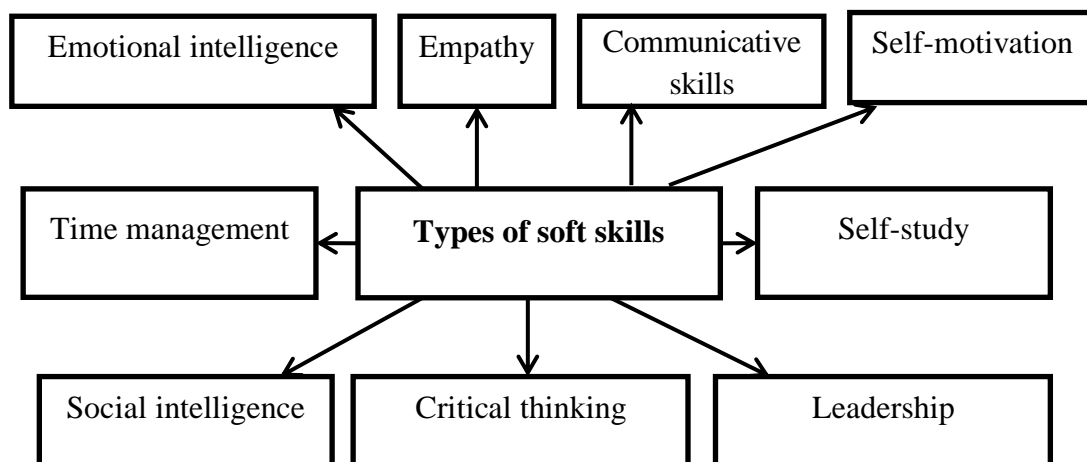 Emotional intelligence
Empathy
Communicative
skills
Self-motivation
Time management
Types of soft skills
Self-study
Social intelligence
Critical thinking
Leadership